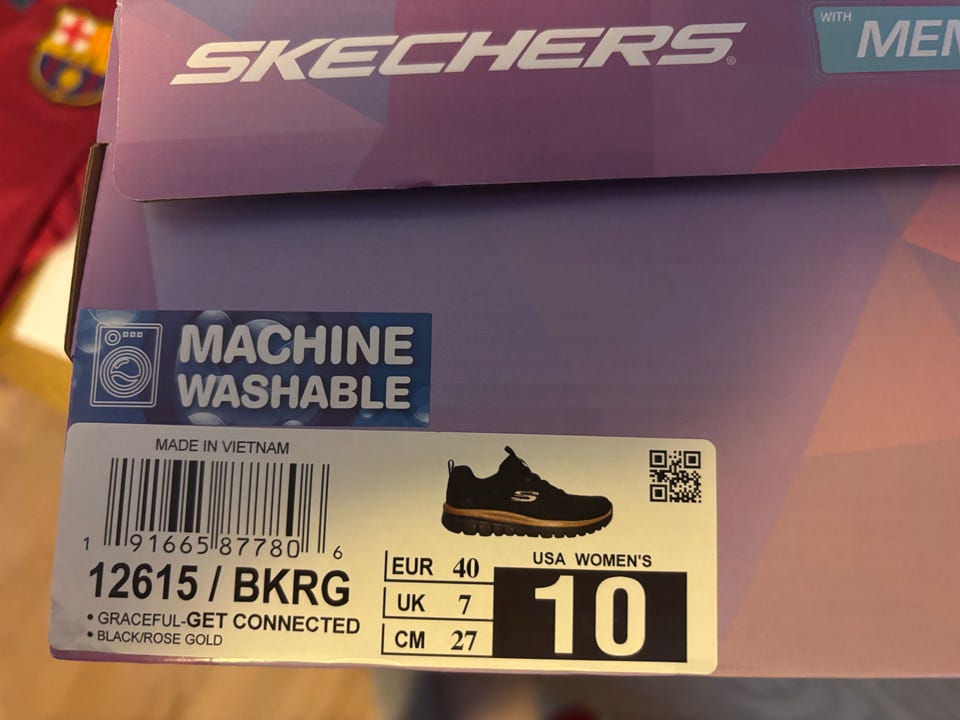 SKECHERS®
WITH
MACHINE
WASHABLE
MADE IN VIETNAM
1 91665 87780 6
12615 / BKRG
• GRACEFUL-GET CONNECTED
• BLACK/ROSE GOLD
EUR 40
UK 7
CM 27
USA WOMEN'S
10